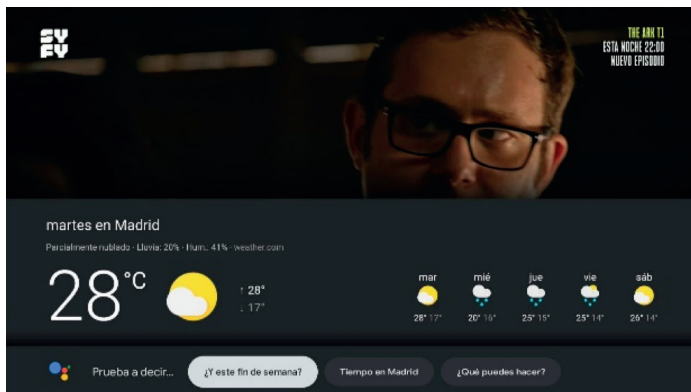 SYFY
THE ARK T1
ESTA NOCHE 22:00
NUEVO EPISODIO
martes en Madrid
Parcialmente nublado · Lluvia: 20% · Hum.: 41% · weather.com
28°C
↑ 28°
↓ 17°
mar mié jue vie sáb
28° 17° 20° 16° 25° 15° 25° 14° 26° 14°
Prueba a decir... ¿Y este fin de semana? Tiempo en Madrid ¿Qué puedes hacer?